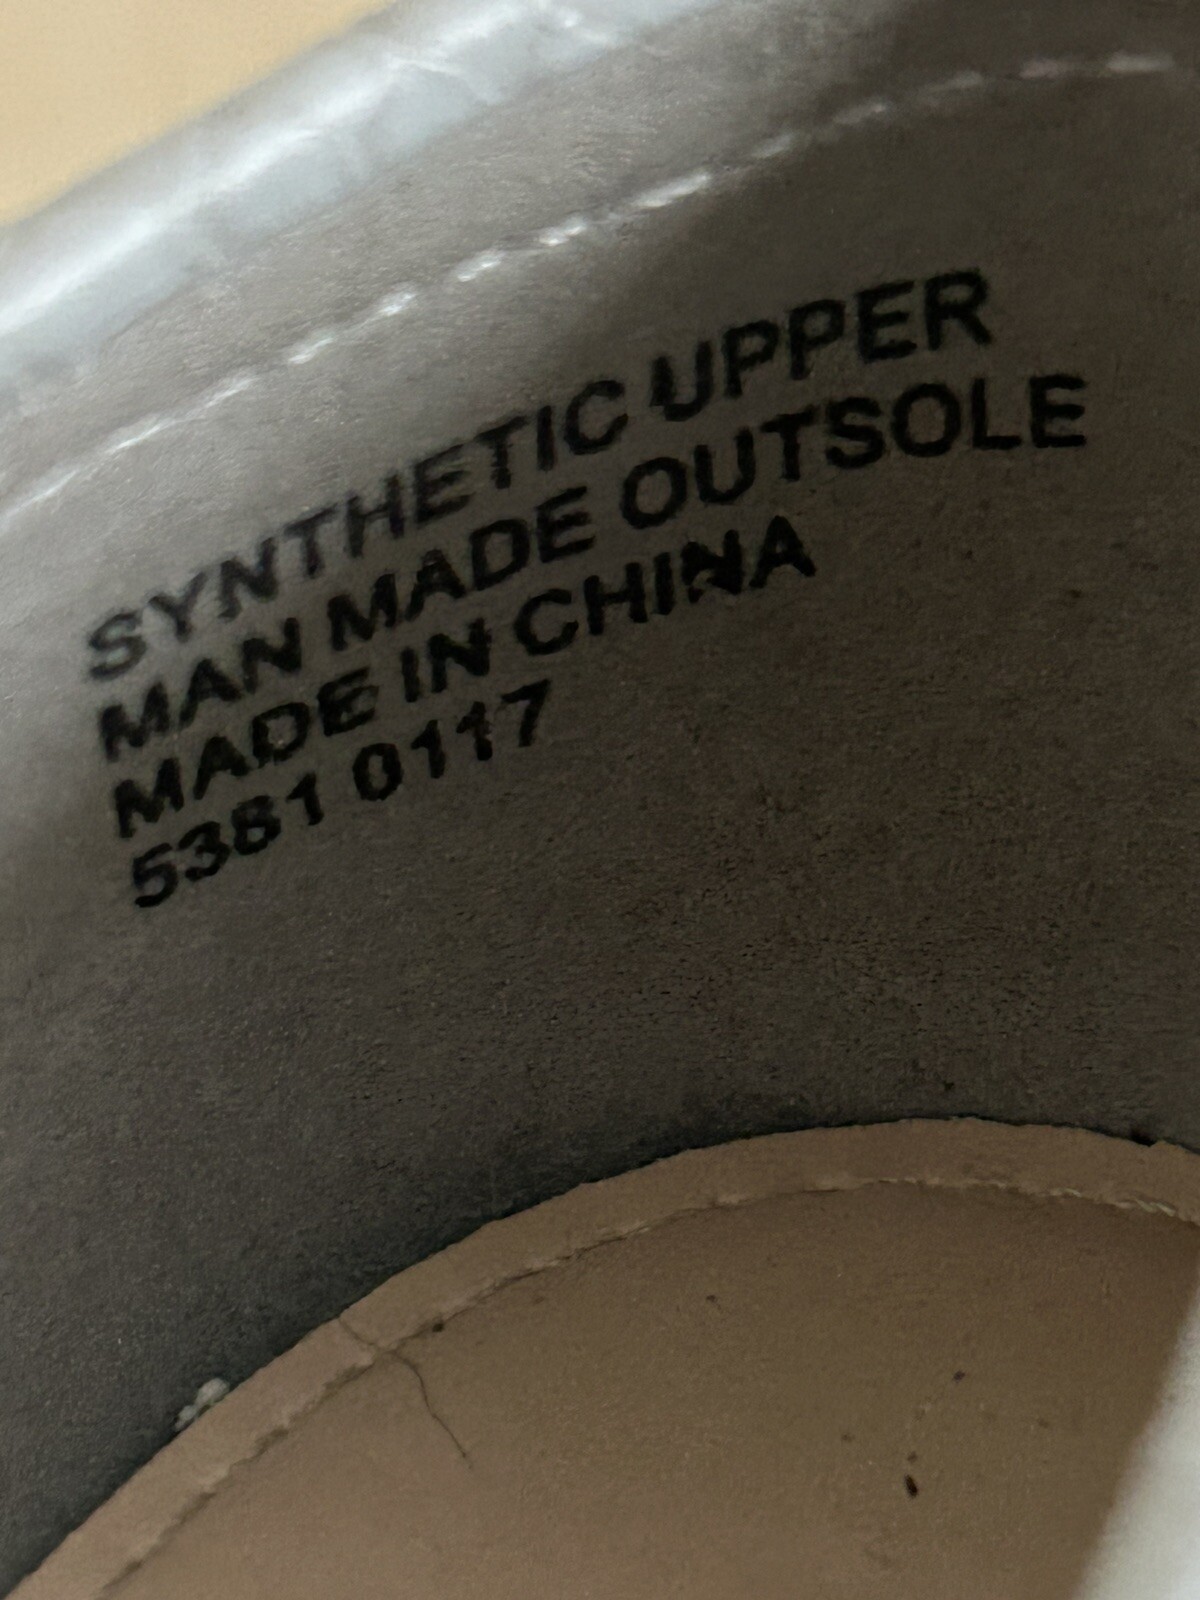 SYNTHETIC UPPER
MAN MADE OUTSOLE
MADE IN CHINA
5381 0117